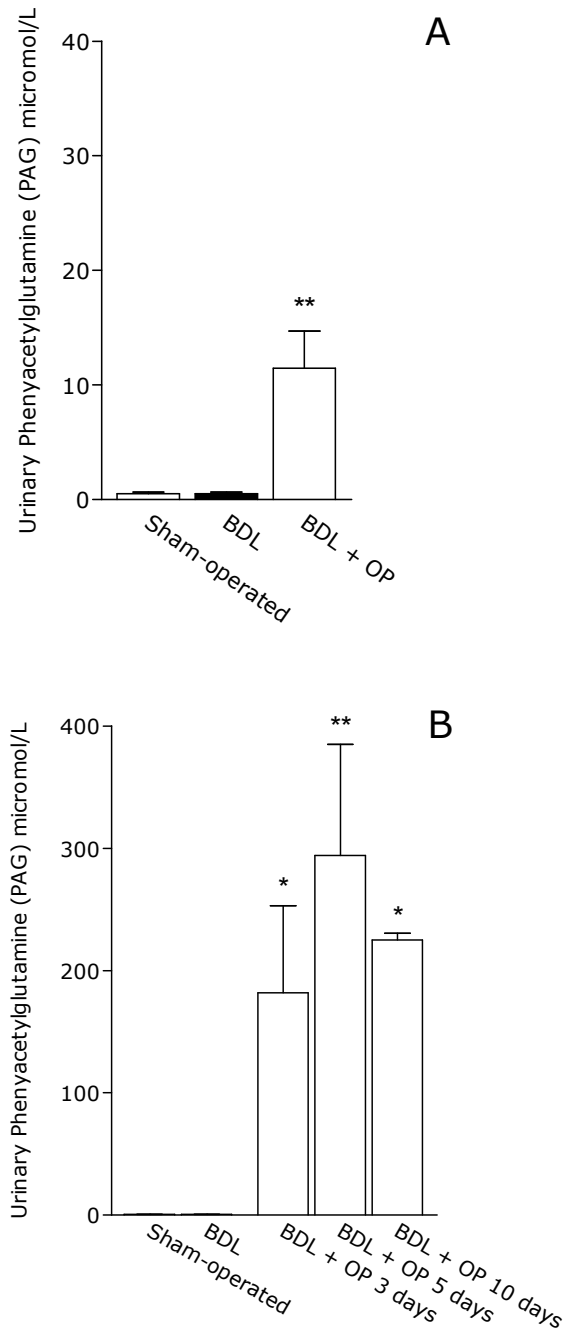 A
Urinary Phenyacetylglutamine (PAG) micromol/L
40
30
20
10
0
**
Sham-operated
BDL
BDL + OP
B
Urinary Phenyacetylglutamine (PAG) micromol/L
400
300
200
100
0
*
**
*
Sham-operated
BDL
BDL + OP 3 days
BDL + OP 5 days
BDL + OP 10 days